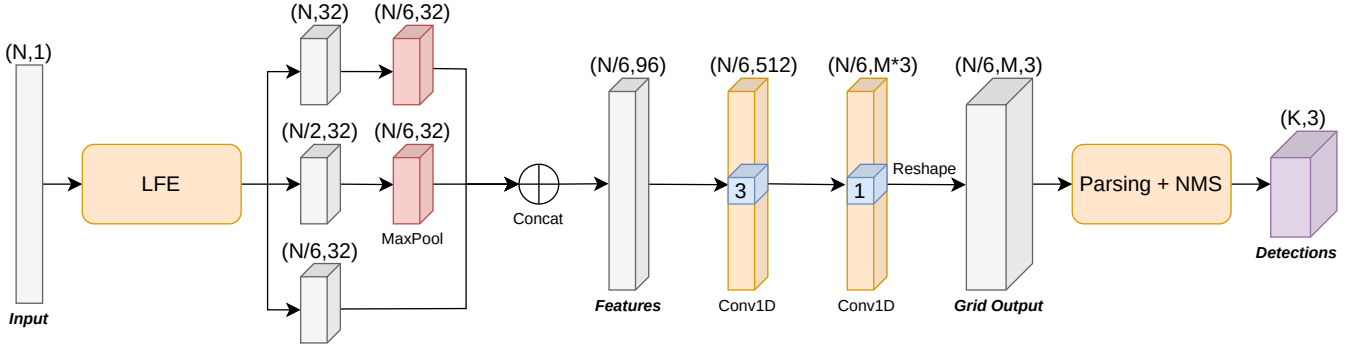 (N,1)
Input
LFE
(N,32)
(N/6,32)
(N/2,32)
(N/6,32)
MaxPool
(N/6,32)
Concat
(N/6,96)
Features
(N/6,512)
3
Conv1D
(N/6,M*3)
1
Conv1D
Reshape
(N/6,M,3)
Grid Output
Parsing + NMS
(K,3)
Detections